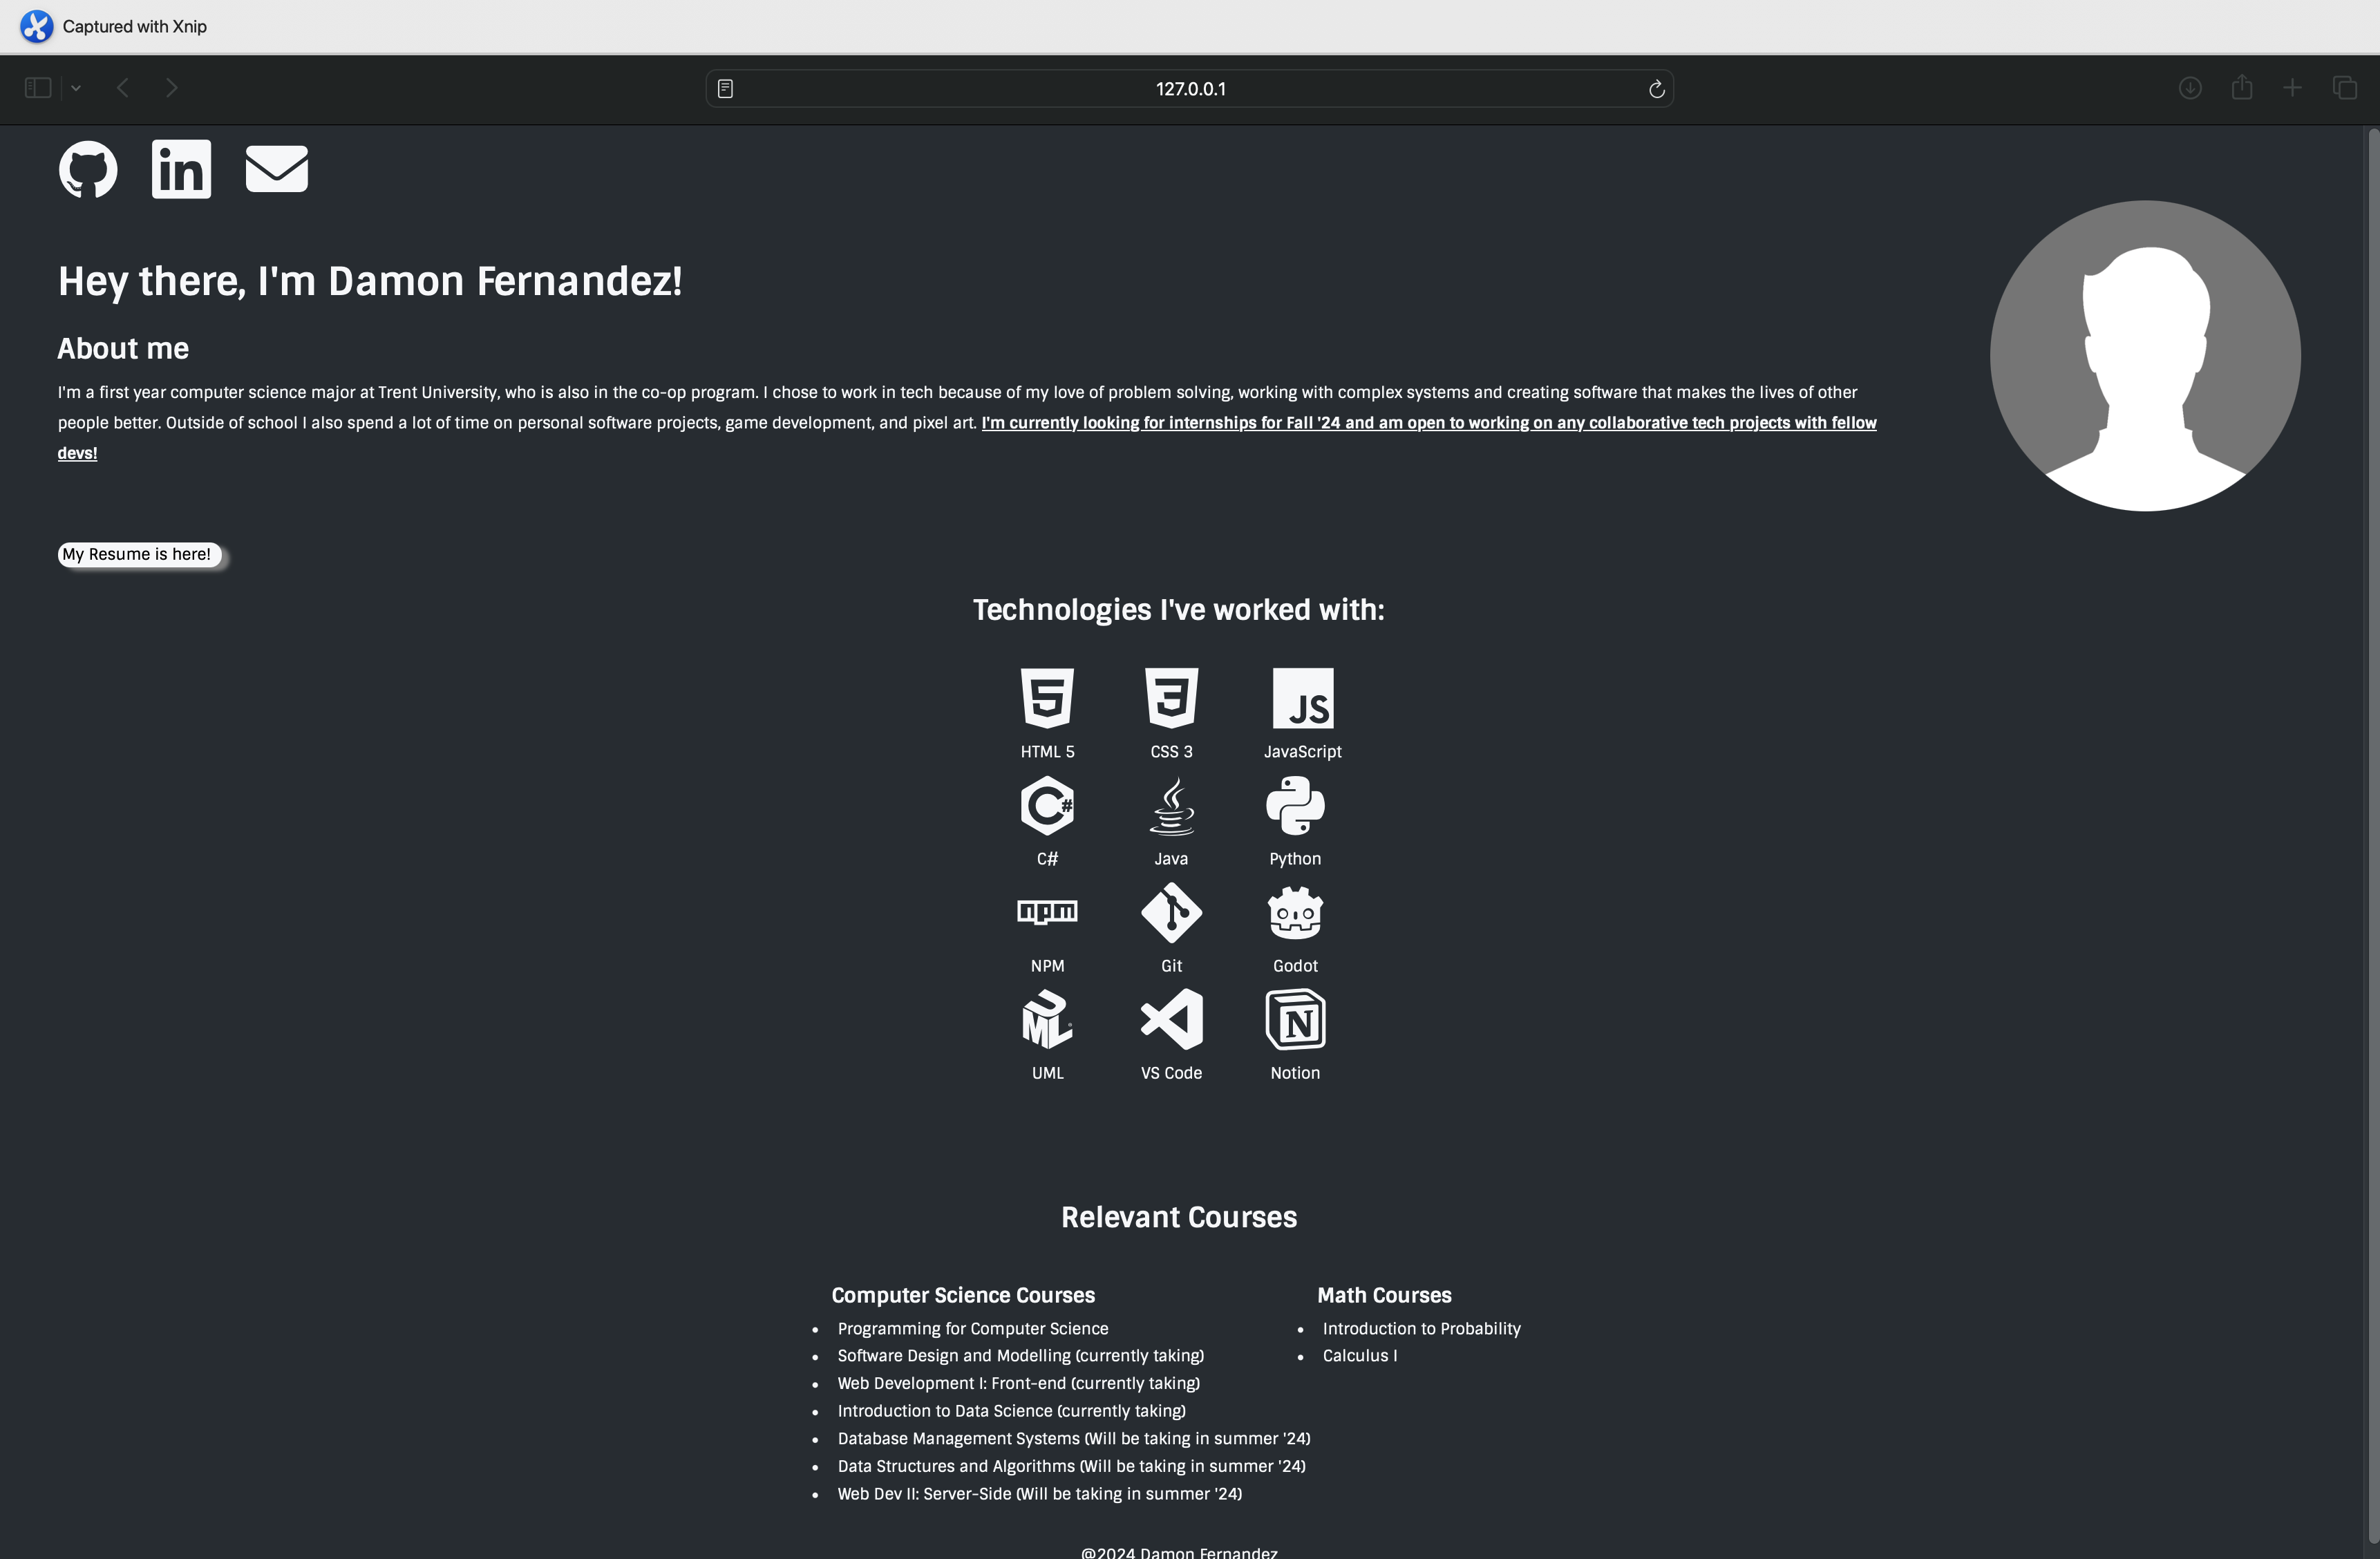 Captured with Xnip
127.0.0.1
in
Hey there, I'm Damon Fernandez!
About me
I'm a first year computer science major at Trent University, who is also in the co-op program. I chose to work in tech because of my love of problem solving, working with complex systems and creating software that makes the lives of other
people better. Outside of school I also spend a lot of time on personal software projects, game development, and pixel art. I'm currently looking for internships for Fall '24 and am open to working on any collaborative tech projects with fellow
devs!
My Resume is here!
Technologies I've worked with:
5 3 JS
HTML 5 CSS 3 JavaScript
C#
C# Java Python
npm
NPM Git Godot
UML N
UML VS Code Notion
Relevant Courses
Computer Science Courses
• Programming for Computer Science
• Software Design and Modelling (currently taking)
• Web Development I: Front-end (currently taking)
• Introduction to Data Science (currently taking)
• Database Management Systems (Will be taking in summer '24)
• Data Structures and Algorithms (Will be taking in summer '24)
• Web Dev II: Server-Side (Will be taking in summer '24)
Math Courses
• Introduction to Probability
• Calculus I
@2024 Damon Fernandez